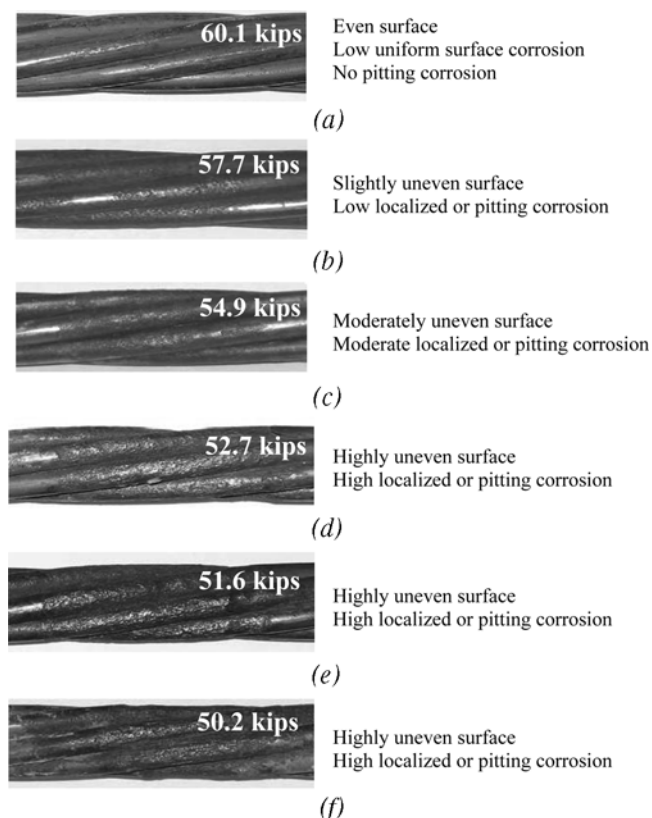 60.1 kips
Even surface
Low uniform surface corrosion
No pitting corrosion
(a)
57.7 kips
Slightly uneven surface
Low localized or pitting corrosion
(b)
54.9 kips
Moderately uneven surface
Moderate localized or pitting corrosion
(c)
52.7 kips
Highly uneven surface
High localized or pitting corrosion
(d)
51.6 kips
Highly uneven surface
High localized or pitting corrosion
(e)
50.2 kips
Highly uneven surface
High localized or pitting corrosion
(f)